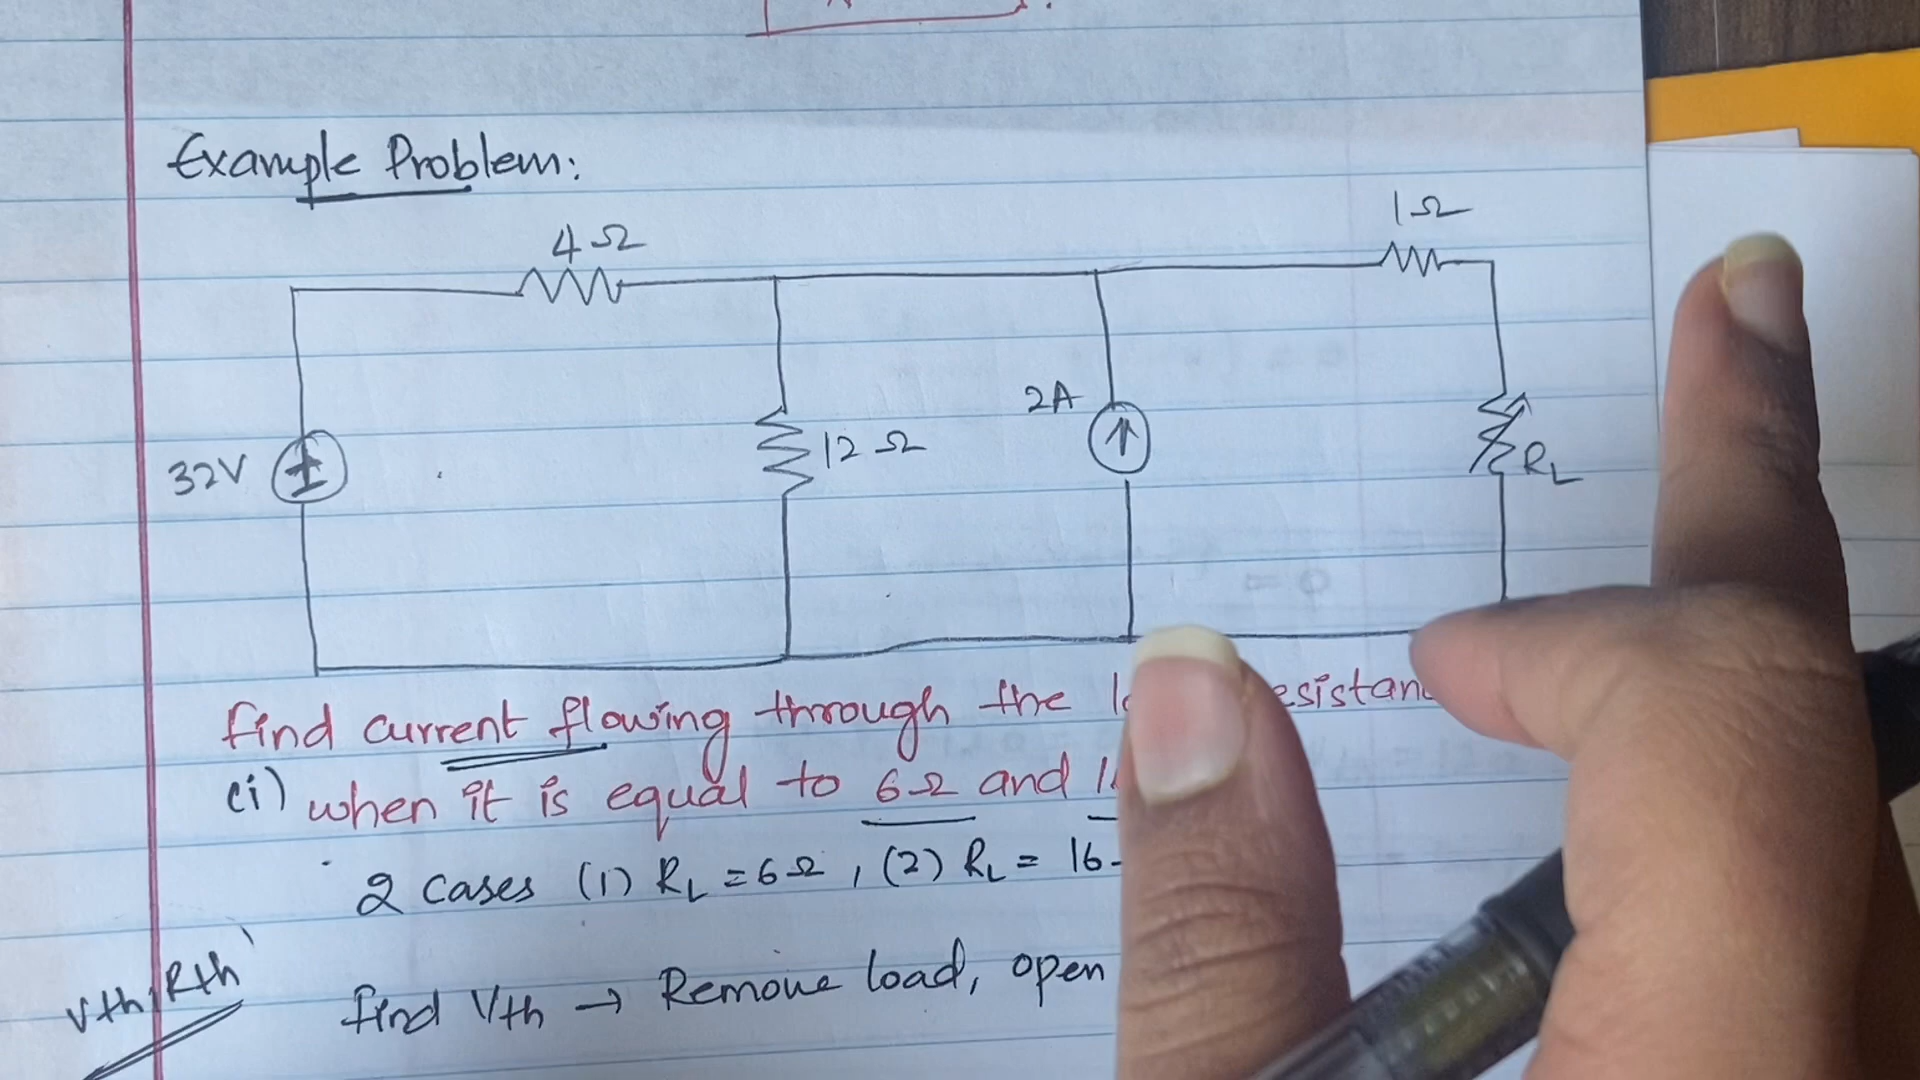 Example Problem:
4Ω
1Ω
2A
12Ω
32V
RL
find current flowing through the
(i) when it is equal to 6Ω and
2 cases (1) RL = 6Ω, (2) RL = 16
Vth, Rth
find Vth → Remove load, open